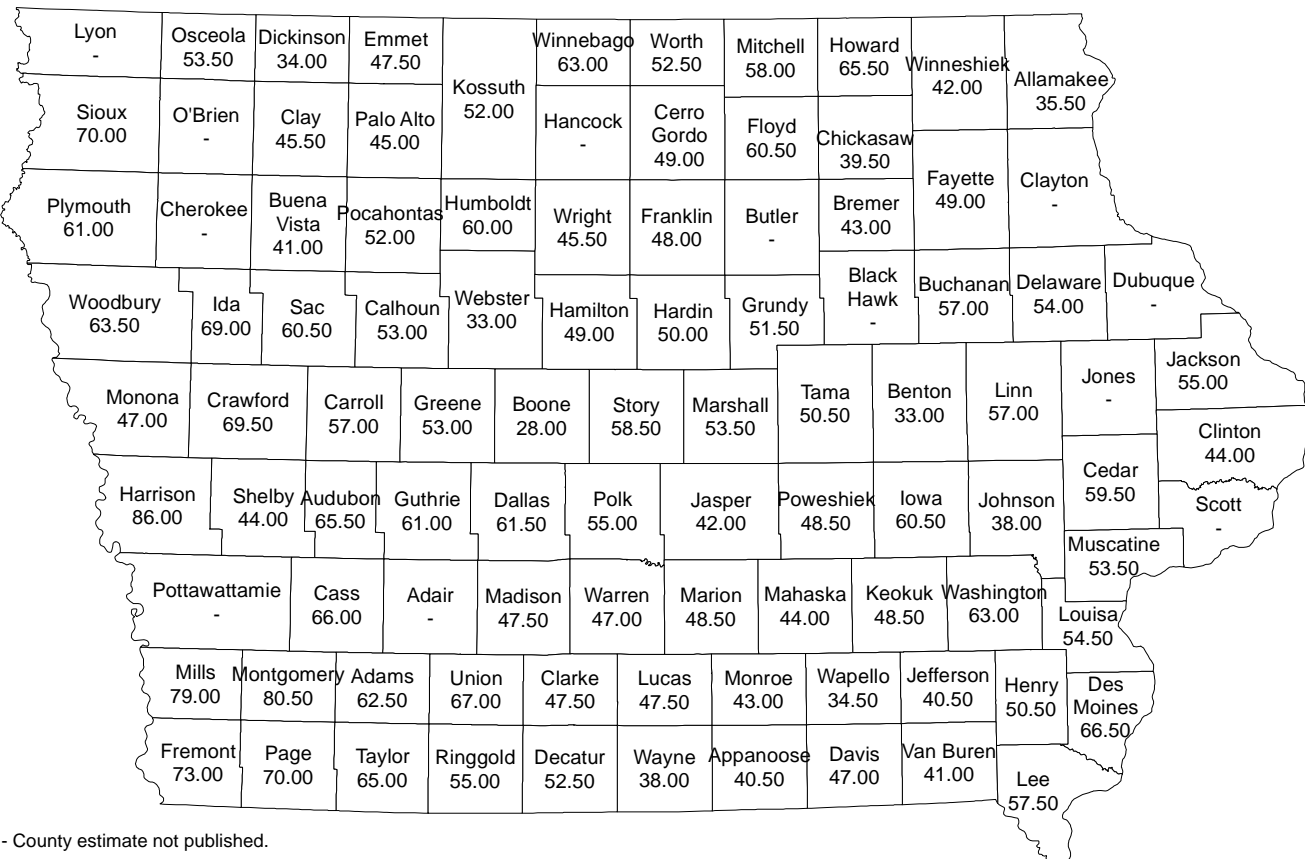 Lyon
-
Osceola
53.50
Dickinson
34.00
Emmet
47.50
Kossuth
52.00
Winnebago
63.00
Worth
52.50
Mitchell
58.00
Howard
65.50
Winneshiek
42.00
Allamakee
35.50
Sioux
70.00
O'Brien
-
Clay
45.50
Palo Alto
45.00
Hancock
-
Cerro
Gordo
49.00
Floyd
60.50
Chickasaw
39.50
Fayette
49.00
Clayton
-
Plymouth
61.00
Cherokee
-
Buena
Vista
41.00
Pocahontas
52.00
Humboldt
60.00
Wright
45.50
Franklin
48.00
Butler
-
Bremer
43.00
Woodbury
63.50
Ida
69.00
Sac
60.50
Calhoun
53.00
Webster
33.00
Hamilton
49.00
Hardin
50.00
Grundy
51.50
Black
Hawk
-
Buchanan
57.00
Delaware
54.00
Dubuque
-
Monona
47.00
Crawford
69.50
Carroll
57.00
Greene
53.00
Boone
28.00
Story
58.50
Marshall
53.50
Tama
50.50
Benton
33.00
Linn
57.00
Jones
-
Jackson
55.00
Clinton
44.00
Harrison
86.00
Shelby
44.00
Audubon
65.50
Guthrie
61.00
Dallas
61.50
Polk
55.00
Jasper
42.00
Poweshiek
48.50
Iowa
60.50
Johnson
38.00
Cedar
59.50
Scott
-
Muscatine
53.50
Pottawattamie
-
Cass
66.00
Adair
-
Madison
47.50
Warren
47.00
Marion
48.50
Mahaska
44.00
Keokuk
48.50
Washington
63.00
Louisa
54.50
Mills
79.00
Montgomery
80.50
Adams
62.50
Union
67.00
Clarke
47.50
Lucas
47.50
Monroe
43.00
Wapello
34.50
Jefferson
40.50
Henry
50.50
Des
Moines
66.50
Fremont
73.00
Page
70.00
Taylor
65.00
Ringgold
55.00
Decatur
52.50
Wayne
38.00
Appanoose
40.50
Davis
47.00
Van Buren
41.00
Lee
57.50
- County estimate not published.